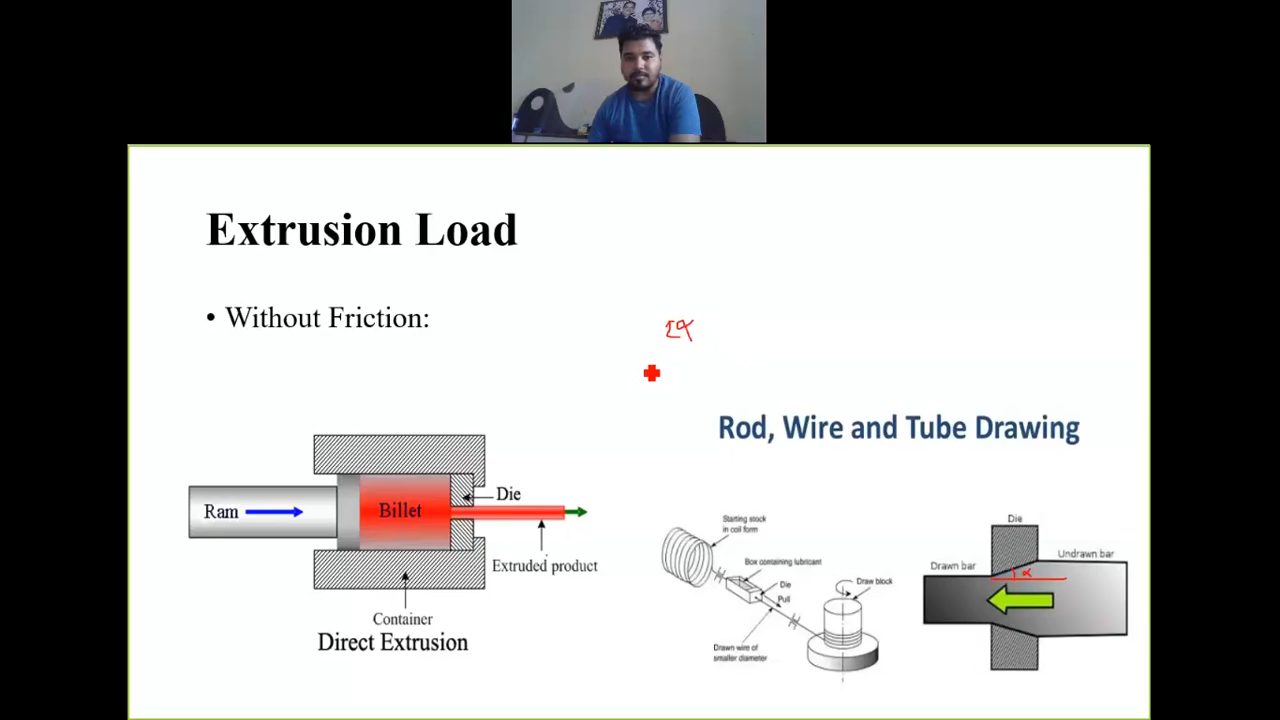 Extrusion Load
• Without Friction:
2α
Rod, Wire and Tube Drawing
Ram
Billet
Die
Extruded product
Container
Direct Extrusion
Starting stock
in coil form
Box containing lubricant
Die
Pull
Draw block
Drawn wire of
smaller diameter
Die
Undrawn bar
Drawn bar
α